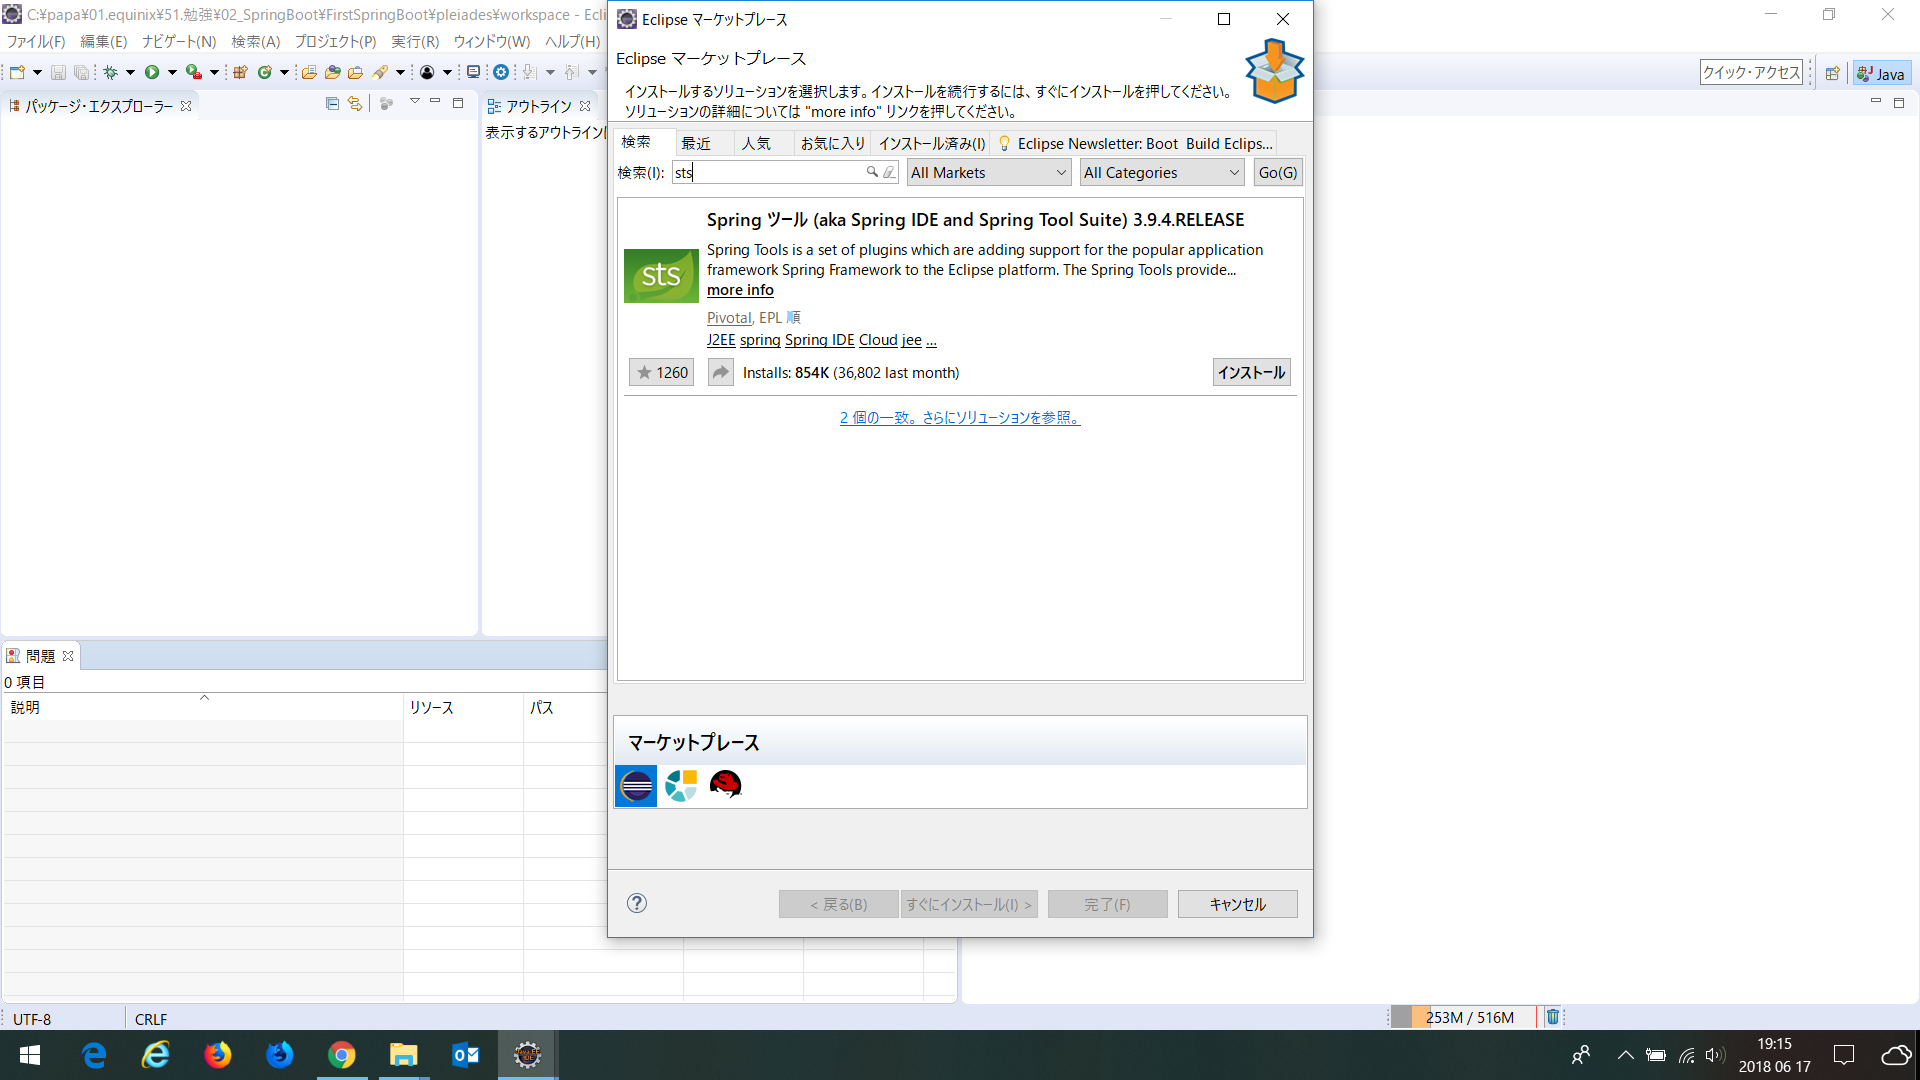 C:¥papa¥01.equinix¥51.勉強¥02_SpringBoot¥FirstSpringBoot¥pleiades¥workspace - Ecli
ファイル(F) 編集(E) ナビゲート(N) 検索(A) プロジェクト(P) 実行(R) ウィンドウ(W) ヘルプ(H)
クイック・アクセス
Java
パッケージ・エクスプローラー
アウトライン
表示するアウトライン
Eclipse マーケットプレース
Eclipse マーケットプレース
インストールするソリューションを選択します。インストールを続行するには、すぐにインストールを押してください。
ソリューションの詳細については "more info" リンクを押してください。
検索 最近 人気 お気に入り インストール済み(I) Eclipse Newsletter: Boot Build Eclips...
検索(I): sts All Markets All Categories Go(G)
Spring ツール (aka Spring IDE and Spring Tool Suite) 3.9.4.RELEASE
sts
Spring Tools is a set of plugins which are adding support for the popular application
framework Spring Framework to the Eclipse platform. The Spring Tools provide...
more info
Pivotal, EPL 順
J2EE spring Spring IDE Cloud jee ...
1260 Installs: 854K (36,802 last month) インストール
2 個の一致。さらにソリューションを参照。
マーケットプレース
< 戻る(B) すぐにインストール(I) > 完了(F) キャンセル
問題
0 項目
説明 リソース パス
UTF-8 CRLF 253M / 516M
19:15
2018 06 17